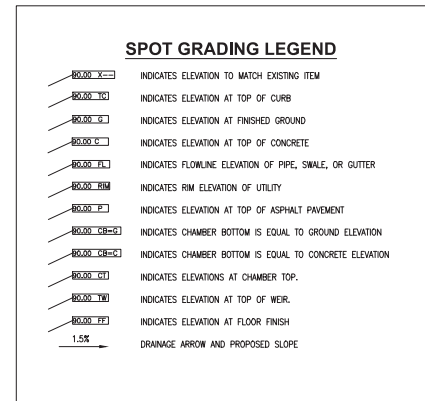 SPOT GRADING LEGEND
90.00 X-- INDICATES ELEVATION TO MATCH EXISTING ITEM
90.00 TC INDICATES ELEVATION AT TOP OF CURB
90.00 G INDICATES ELEVATION AT FINISHED GROUND
90.00 C INDICATES ELEVATION AT TOP OF CONCRETE
90.00 FL INDICATES FLOWLINE ELEVATION OF PIPE, SWALE, OR GUTTER
90.00 RIM INDICATES RIM ELEVATION OF UTILITY
90.00 P INDICATES ELEVATION AT TOP OF ASPHALT PAVEMENT
90.00 CB=G INDICATES CHAMBER BOTTOM IS EQUAL TO GROUND ELEVATION
90.00 CB=C INDICATES CHAMBER BOTTOM IS EQUAL TO CONCRETE ELEVATION
90.00 CT INDICATES ELEVATIONS AT CHAMBER TOP.
90.00 TW INDICATES ELEVATION AT TOP OF WEIR.
90.00 FF INDICATES ELEVATION AT FLOOR FINISH
1.5% DRAINAGE ARROW AND PROPOSED SLOPE